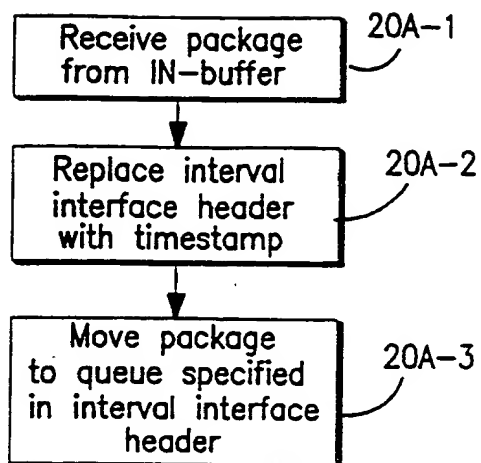 Receive package
from IN-buffer
20A-1
Replace interval
interface header
with timestamp
20A-2
Move package
to queue specified
in interval interface
header
20A-3